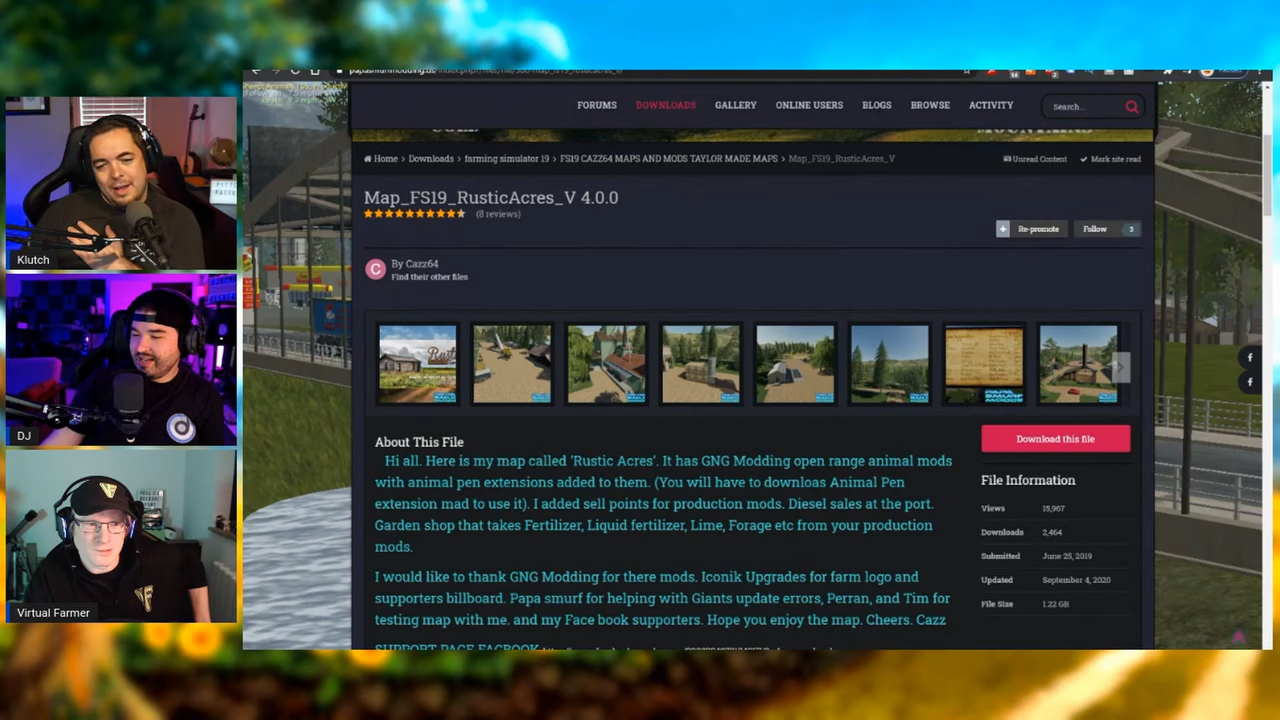 FORUMS DOWNLOADS GALLERY ONLINE USERS BLOGS BROWSE ACTIVITY Search...
Home > Downloads > farming simulator 19 > FS19 CAZZ64 MAPS AND MODS TAYLOR MADE MAPS > Map_FS19_RusticAcres_V
Unread Content Mark site read
Map_FS19_RusticAcres_V 4.0.0
(8 reviews)
+ Re-promote Follow 3
C By Cazz64
Find their other files
Klutch
DJ
Virtual Farmer
About This File
Hi all. Here is my map called 'Rustic Acres'. It has GNG Modding open range animal mods
with animal pen extensions added to them. (You will have to downloas Animal Pen
extension mad to use it). I added sell points for production mods. Diesel sales at the port.
Garden shop that takes Fertilizer, Liquid fertilizer, Lime, Forage etc from your production
mods.
I would like to thank GNG Modding for there mods. Iconik Upgrades for farm logo and
supporters billboard. Papa smurf for helping with Giants update errors, Perran, and Tim for
testing map with me. and my Face book supporters. Hope you enjoy the map. Cheers. Cazz
SUPPORT PAGE FACBOOK
Download this file
File Information
Views 15,967
Downloads 2,464
Submitted June 25, 2019
Updated September 4, 2020
File Size 1.22 GB